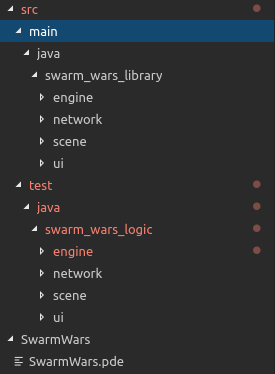 src
main
java
swarm_wars_library
engine
network
scene
ui
test
java
swarm_wars_logic
engine
network
scene
ui
SwarmWars
SwarmWars.pde